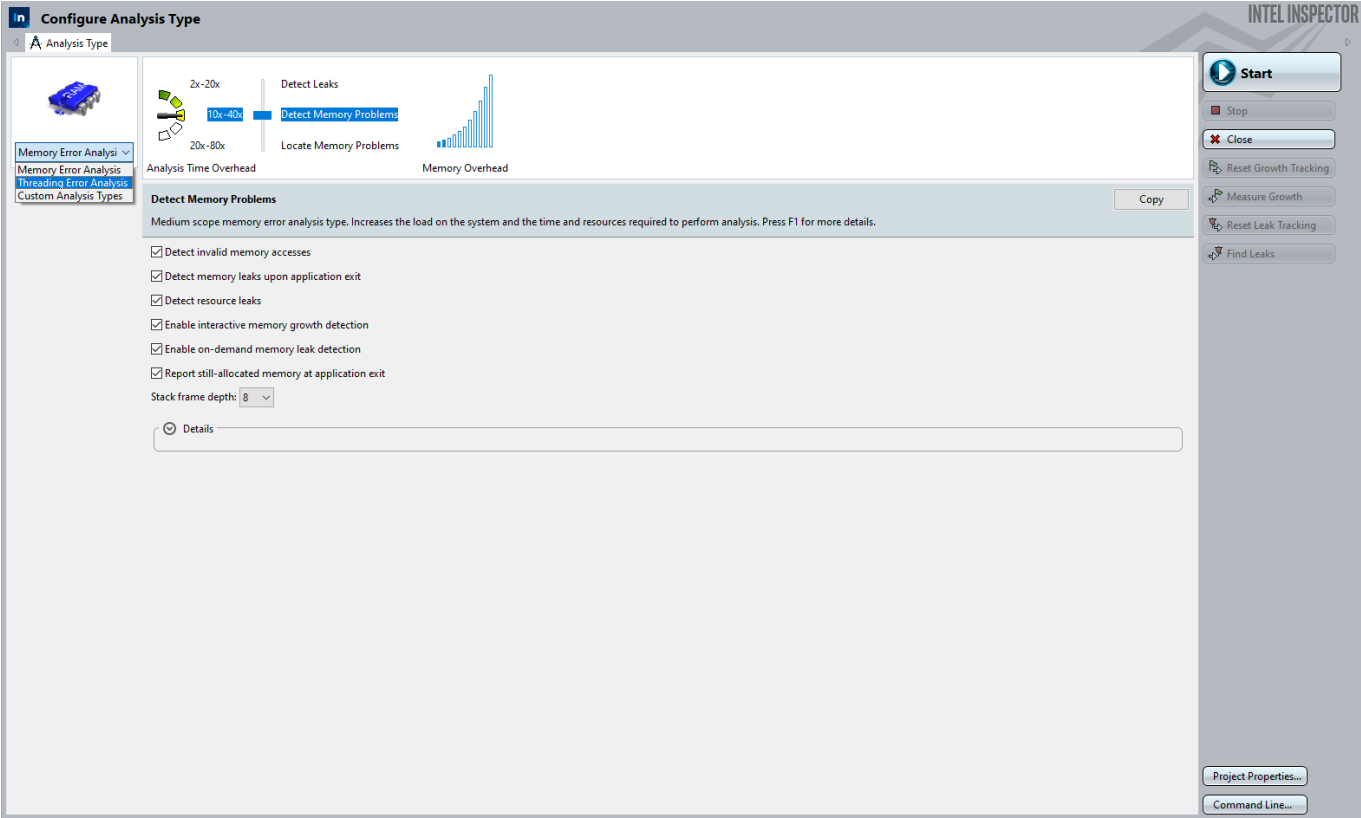 in Configure Analysis Type
INTEL INSPECTOR
Analysis Type
RAM
Memory Error Analysi
Memory Error Analysis
Threading Error Analysis
Custom Analysis Types
2x-20x Detect Leaks
10x-40x Detect Memory Problems
20x-80x Locate Memory Problems
Analysis Time Overhead Memory Overhead
Detect Memory Problems
Copy
Medium scope memory error analysis type. Increases the load on the system and the time and resources required to perform analysis. Press F1 for more details.
Detect invalid memory accesses
Detect memory leaks upon application exit
Detect resource leaks
Enable interactive memory growth detection
Enable on-demand memory leak detection
Report still-allocated memory at application exit
Stack frame depth: 8
Details
Start
Stop
Close
Reset Growth Tracking
Measure Growth
Reset Leak Tracking
Find Leaks
Project Properties...
Command Line...